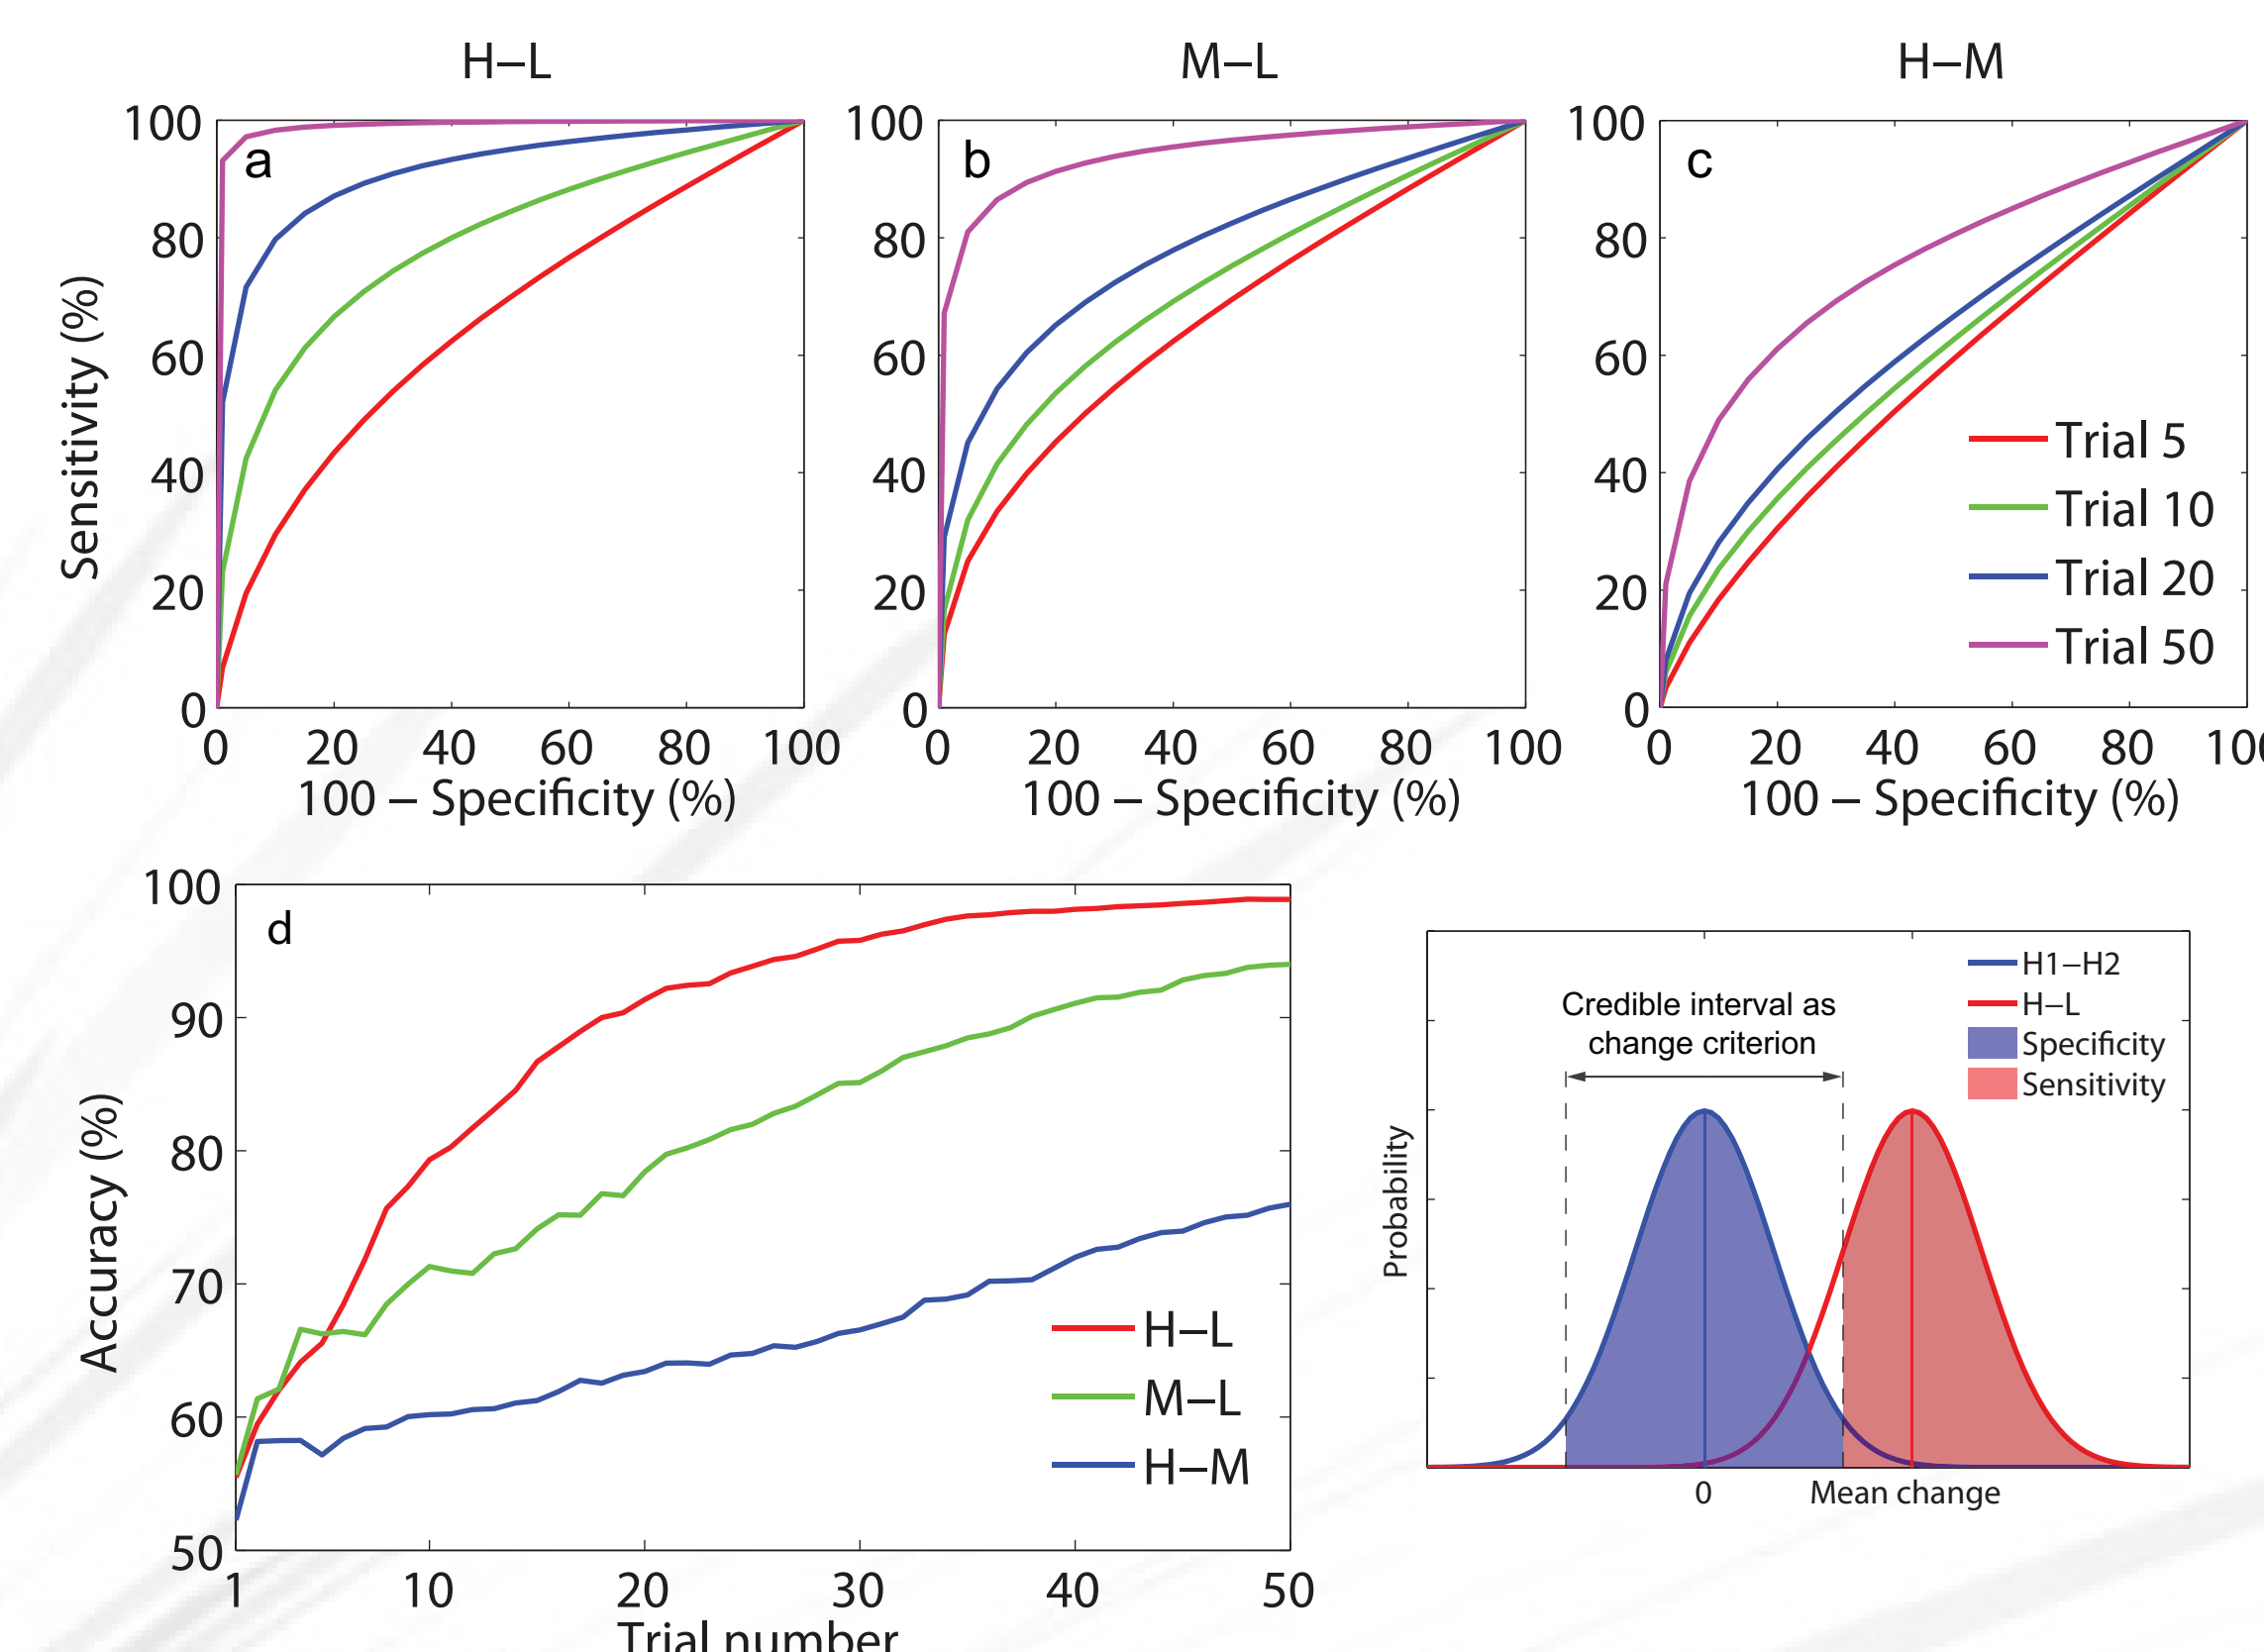 H–L
M–L
H–M
100
80
60
40
20
0
Sensitivity (%)
a
0 20 40 60 80 100
100 – Specificity (%)
100
80
60
40
20
0
b
0 20 40 60 80 100
100 – Specificity (%)
100
80
60
40
20
0
c
Trial 5
Trial 10
Trial 20
Trial 50
0 20 40 60 80 100
100 – Specificity (%)
100
90
80
70
60
50
Accuracy (%)
d
H–L
M–L
H–M
1 10 20 30 40 50
Trial number
H1–H2
H–L
Specificity
Sensitivity
Credible interval as
change criterion
Probability
0 Mean change